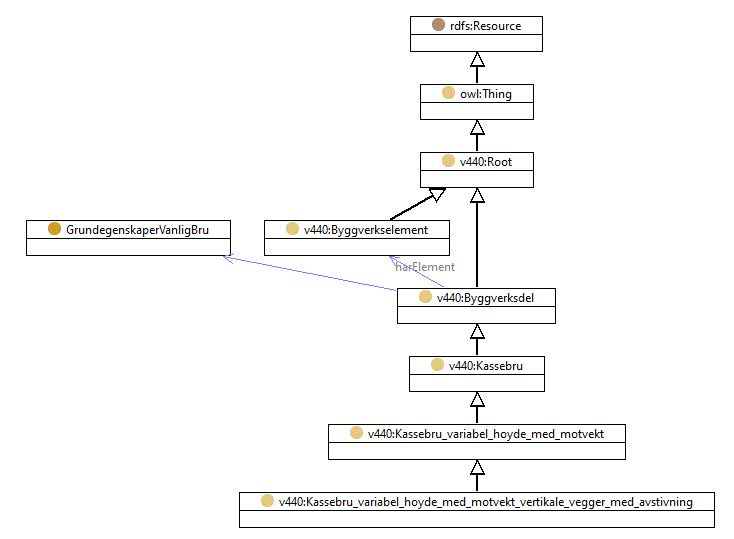 rdfs:Resource
owl:Thing
v440:Root
GrundegenskaperVanligBru
v440:Byggverkselement
harElement
v440:Byggverksdel
v440:Kassebru
v440:Kassebru_variabel_hoyde_med_motvekt
v440:Kassebru_variabel_hoyde_med_motvekt_vertikale_vegger_med_avstivning